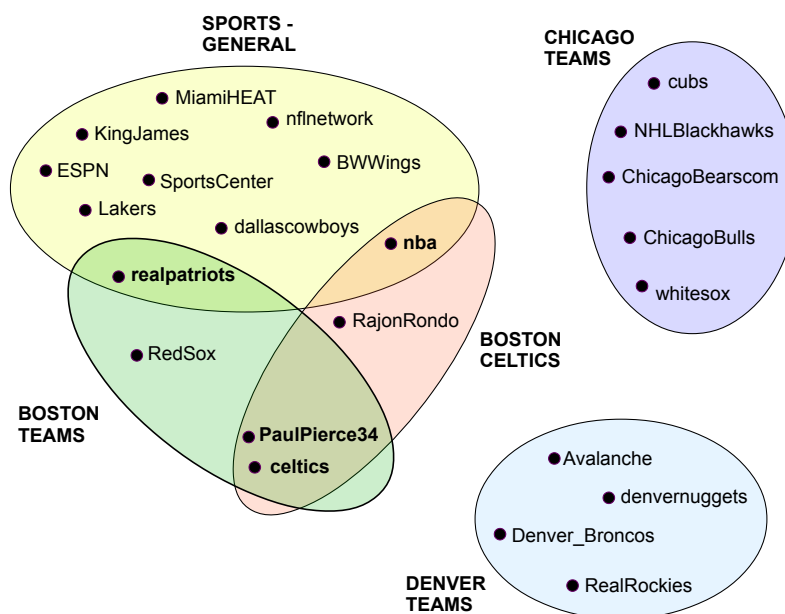 SPORTS -
GENERAL
CHICAGO
TEAMS
MiamiHEAT
nflnetwork
KingJames
BWWings
ESPN
SportsCenter
Lakers
dallascowboys
nba
realpatriots
cubs
NHLBlackhawks
ChicagoBearscom
ChicagoBulls
whitesox
RajonRondo
RedSox
BOSTON
CELTICS
BOSTON
TEAMS
PaulPierce34
celtics
Avalanche
denvernuggets
Denver_Broncos
RealRockies
DENVER
TEAMS